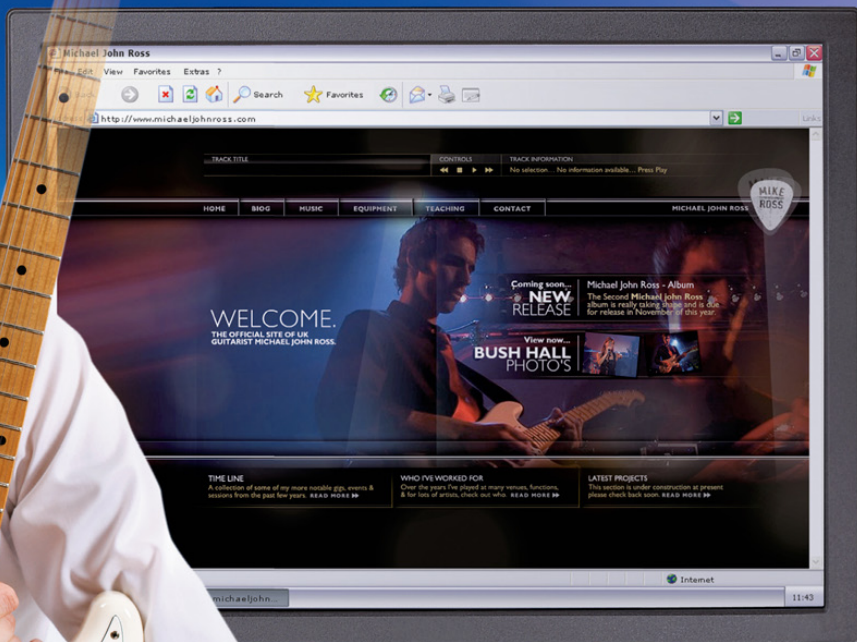 Michael John Ross
File Edit View Favorites Extras ?
Search Favorites
http://www.michaeljohnross.com Links
TRACK TITLE CONTROLS TRACK INFORMATION
No selection... No information available... Press Play
MIKE
ROSS
HOME BLOG MUSIC EQUIPMENT TEACHING CONTACT MICHAEL JOHN ROSS
WELCOME.
THE OFFICIAL SITE OF UK
GUITARIST MICHAEL JOHN ROSS.
Coming soon...
NEW
RELEASE
Michael John Ross - Album
The Second Michael John Ross
album is really taking shape and is due
for release in November of this year.
View now...
BUSH HALL
PHOTO'S
TIME LINE
A collection of some of my more notable gigs, events &
sessions from the past few years. READ MORE
WHO I'VE WORKED FOR
Over the years I've played at many venues, functions,
& for lots of artists, check out who. READ MORE
LATEST PROJECTS
This section is under construction at present
please check back soon. READ MORE
Internet
michaeljohn... 11:43